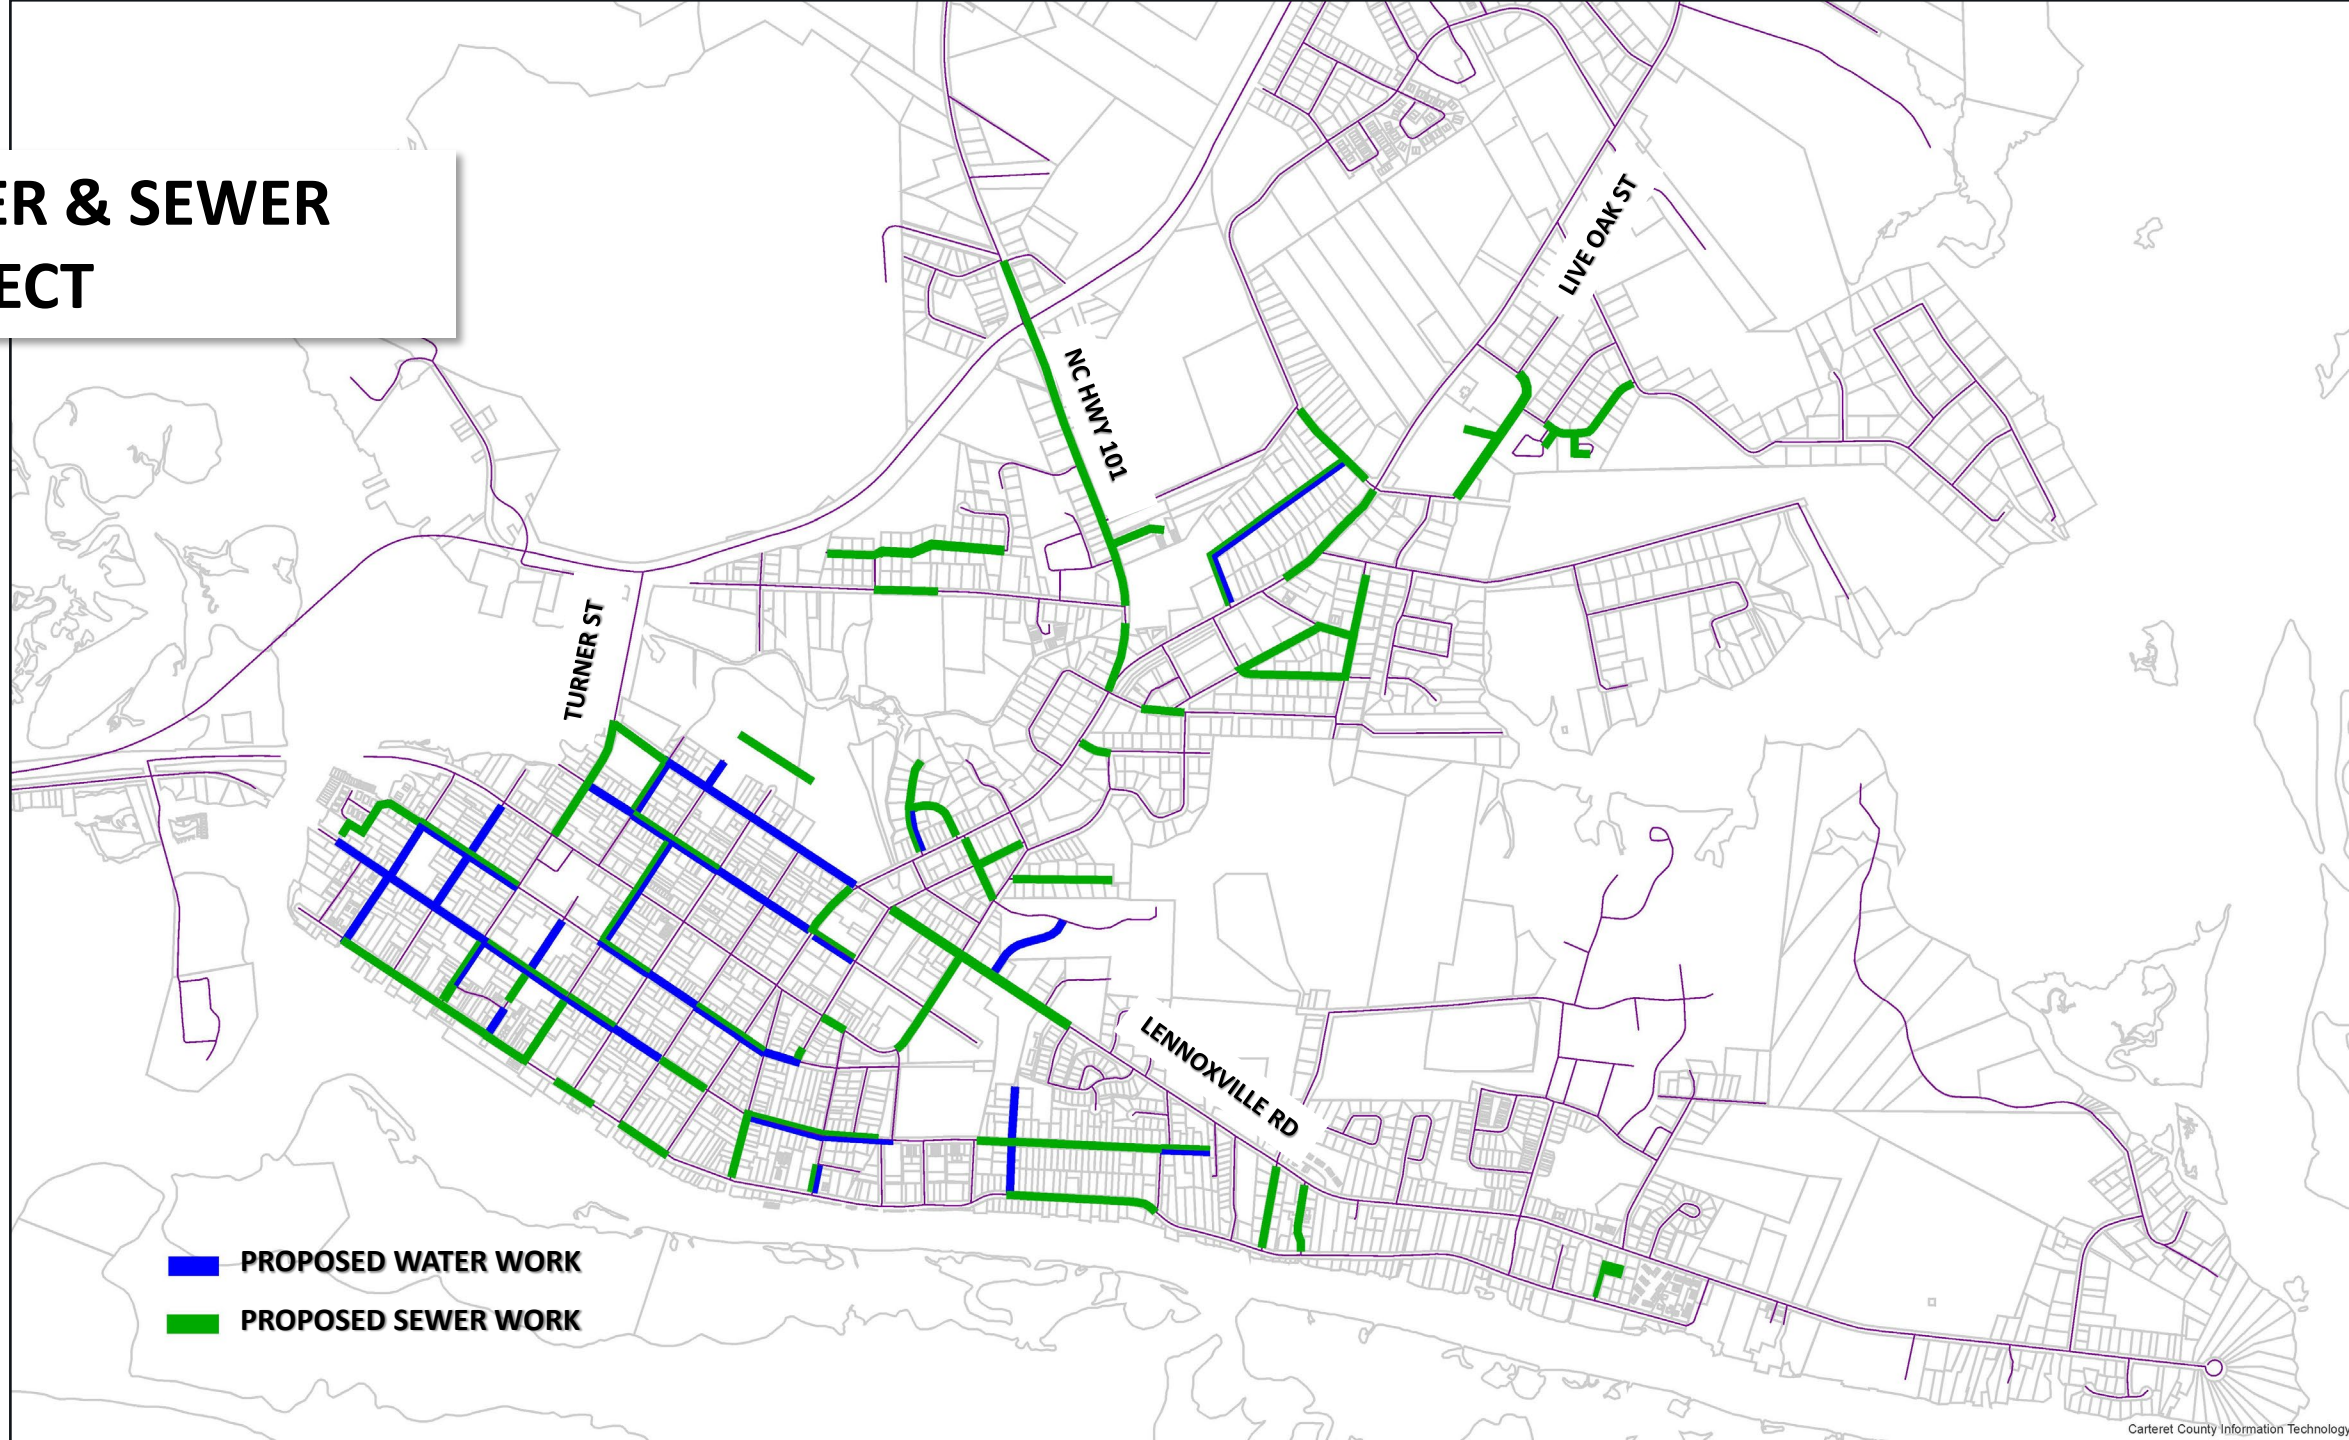 ER & SEWER
ECT
LIVE OAK ST
NC HWY 101
TURNER ST
LENNOXVILLE RD
PROPOSED WATER WORK
PROPOSED SEWER WORK
Carteret County Information Technology